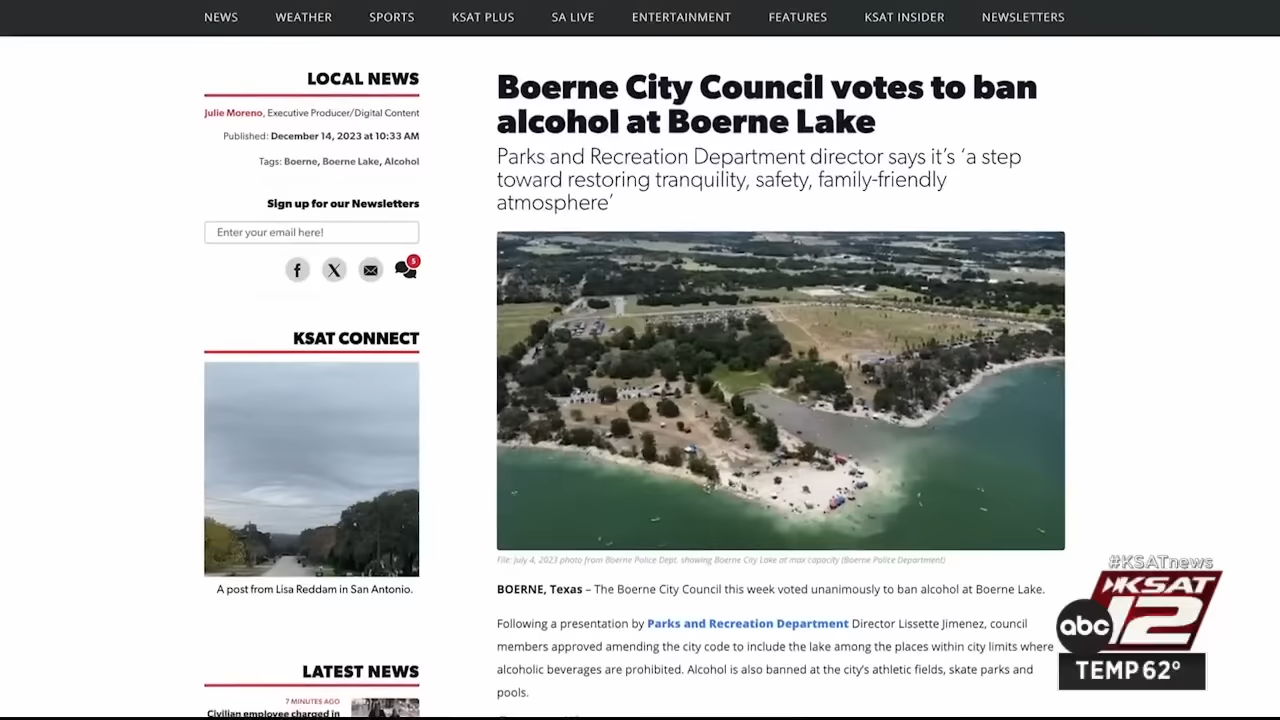 NEWS WEATHER SPORTS KSAT PLUS SA LIVE ENTERTAINMENT FEATURES KSAT INSIDER NEWSLETTERS
LOCAL NEWS
Julie Moreno, Executive Producer/Digital Content
Published: December 14, 2023 at 10:33 AM
Tags: Boerne, Boerne Lake, Alcohol
Sign up for our Newsletters
Enter your email here!
f X 5
KSAT CONNECT
A post from Lisa Reddam in San Antonio.
LATEST NEWS
7 MINUTES AGO
Civilian employee charged in
Boerne City Council votes to ban
alcohol at Boerne Lake
Parks and Recreation Department director says it's ‘a step
toward restoring tranquility, safety, family-friendly
atmosphere’
File: July 4, 2023 photo from Boerne Police Dept. showing Boerne City Lake at max capacity (Boerne Police Department)
BOERNE, Texas – The Boerne City Council this week voted unanimously to ban alcohol at Boerne Lake.
Following a presentation by Parks and Recreation Department Director Lissette Jimenez, council
members approved amending the city code to include the lake among the places within city limits where
alcoholic beverages are prohibited. Alcohol is also banned at the city's athletic fields, skate parks and
pools.
#KSATnews
KSAT
abc 12
TEMP 62°